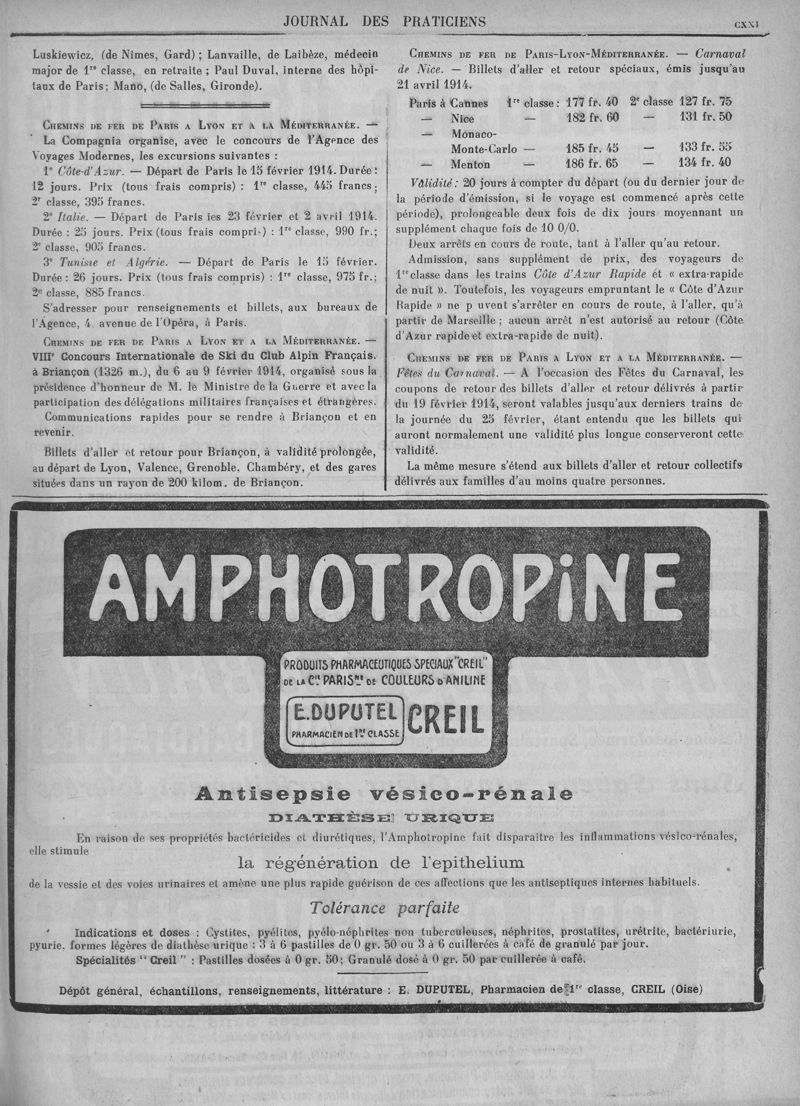 JOURNAL DES PRATICIENS
CXXI
Luskiewicz, (de Nimes, Gard) ; Lanvaille, de Laibèze, médecin
major de 1re classe, en retraite ; Paul Duval, interne des hôpi-
taux de Paris ; Mano, (de Salles, Gironde).
CHEMINS DE FER DE PARIS A LYON ET A LA MÉDITERRANÉE. —
La Compagnia organise, avec le concours de l'Agence des
Voyages Modernes, les excursions suivantes :
1° Côte-d'Azur. — Départ de Paris le 15 février 1914. Durée :
12 jours. Prix (tous frais compris) : 1re classe, 445 francs ;
2e classe, 395 francs.
2° Italie. — Départ de Paris les 23 février et 2 avril 1914.
Durée : 25 jours. Prix (tous frais compris) : 1re classe, 990 fr.;
2e classe, 905 francs.
3° Tunisie et Algérie. — Départ de Paris le 15 février.
Durée : 26 jours. Prix (tous frais compris) : 1re classe, 975 fr.;
2e classe, 885 francs.
S'adresser pour renseignements et billets, aux bureaux de
l'Agence, 4, avenue de l'Opéra, à Paris.
CHEMINS DE FER DE PARIS A LYON ET A LA MÉDITERRANÉE. —
VIIIe Concours Internationale de Ski du Club Alpin Français.
à Briançon (1326 m.), du 6 au 9 février 1914, organisé sous la
présidence d'honneur de M. le Ministre de la Guerre et avec la
participation des délégations militaires françaises et étrangères.
Communications rapides pour se rendre à Briançon et en
revenir.
Billets d'aller et retour pour Briançon, à validité prolongée,
au départ de Lyon, Valence, Grenoble, Chambéry, et des gares
situées dans un rayon de 200 kilom. de Briançon.
CHEMINS DE FER DE PARIS-LYON-MÉDITERRANÉE. — Carnaval
de Nice. — Billets d'aller et retour spéciaux, émis jusqu'au
21 avril 1914.
Paris à Cannes 1re classe : 177 fr. 40 2e classe 127 fr. 75
— Nice — 182 fr. 60 — 131 fr. 50
— Monaco-
Monte-Carlo — 185 fr. 45 — 133 fr. 55
— Menton — 186 fr. 65 — 134 fr. 40
Validité : 20 jours à compter du départ (ou du dernier jour de
la période d'émission, si le voyage est commencé après cette
période), prolongeable deux fois de dix jours moyennant un
supplément chaque fois de 10 0/0.
Deux arrêts en cours de route, tant à l'aller qu'au retour.
Admission, sans supplément de prix, des voyageurs de
1re classe dans les trains Côte d'Azur Rapide et « extra-rapide
de nuit ». Toutefois, les voyageurs empruntant le « Côte d'Azur
Rapide » ne p uvent s'arrêter en cours de route, à l'aller, qu'à
partir de Marseille ; aucun arrêt n'est autorisé au retour (Côte
d'Azur rapide et extra-rapide de nuit).
CHEMINS DE FER DE PARIS A LYON ET A LA MÉDITERRANÉE. —
Fêtes du Carnaval. — A l'occasion des Fêtes du Carnaval, les
coupons de retour des billets d'aller et retour délivrés à partir
du 19 février 1914, seront valables jusqu'aux derniers trains de
la journée du 25 février, étant entendu que les billets qui
auront normalement une validité plus longue conserveront cette
validité.
La même mesure s'étend aux billets d'aller et retour collectifs
délivrés aux familles d'au moins quatre personnes.
AMPHOTROPINE
PRODUITS PHARMACEUTIQUES SPECIAUX "CREIL"
DE LA Cie PARISNNE DE COULEURS D'ANILINE
E. DUPUTEL
PHARMACIEN DE 1RE CLASSE
CREIL
Antisepsie vésico-rénale
DIATHÈSE URIQUE
En raison de ses propriétés bactéricides et diurétiques, l'Amphotropine fait disparaître les inflammations vésico-rénales,
elle stimule
la régénération de l'epithelium
de la vessie et des voies urinaires et amène une plus rapide guérison de ces affections que les antiseptiques internes habituels.
Tolérance parfaite
Indications et doses : Cystites, pyélites, pyélo-néphrites non tuberculeuses, néphrites, prostatites, urétrite, bactériurie,
pyurie, formes légères de diathèse urique : 3 à 6 pastilles de 0 gr. 50 ou 3 à 6 cuillerées à café de granulé par jour.
Spécialités "Creil" : Pastilles dosées à 0 gr. 50 ; Granulé dosé à 0 gr. 50 par cuillerée à café.
Dépôt général, échantillons, renseignements, littérature : E. DUPUTEL, Pharmacien de 1re classe, CREIL (Oise)